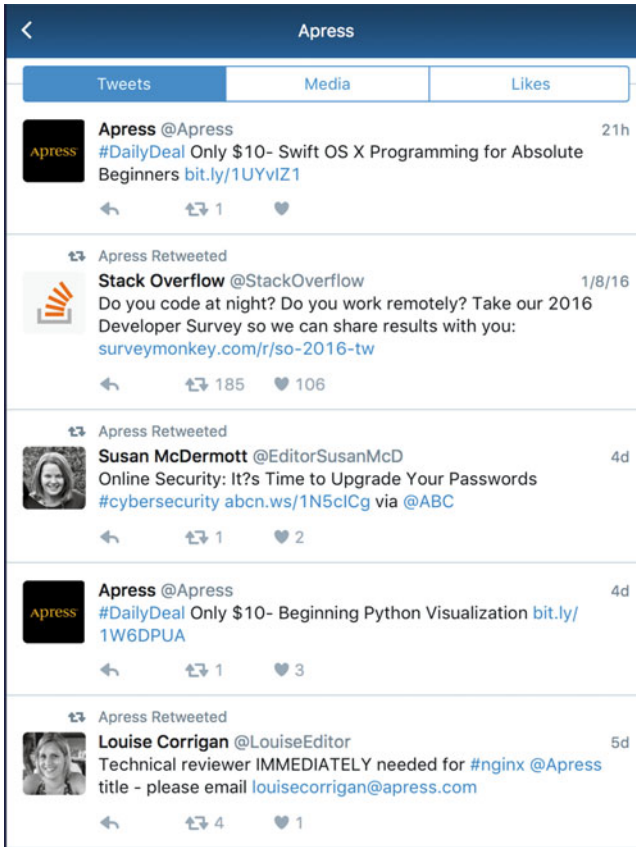 Apress
Tweets
Media
Likes
Apress
Apress @Apress 21h
#DailyDeal Only $10- Swift OS X Programming for Absolute
Beginners bit.ly/1UYvIZ1
1
Apress Retweeted
Stack Overflow @StackOverflow 1/8/16
Do you code at night? Do you work remotely? Take our 2016
Developer Survey so we can share results with you:
surveymonkey.com/r/so-2016-tw
185 106
Apress Retweeted
Susan McDermott @EditorSusanMcD 4d
Online Security: It?s Time to Upgrade Your Passwords
#cybersecurity abcn.ws/1N5cICg via @ABC
1 2
Apress
Apress @Apress 4d
#DailyDeal Only $10- Beginning Python Visualization bit.ly/
1W6DPUA
1 3
Apress Retweeted
Louise Corrigan @LouiseEditor 5d
Technical reviewer IMMEDIATELY needed for #nginx @Apress
title - please email louisecorrigan@apress.com
4 1